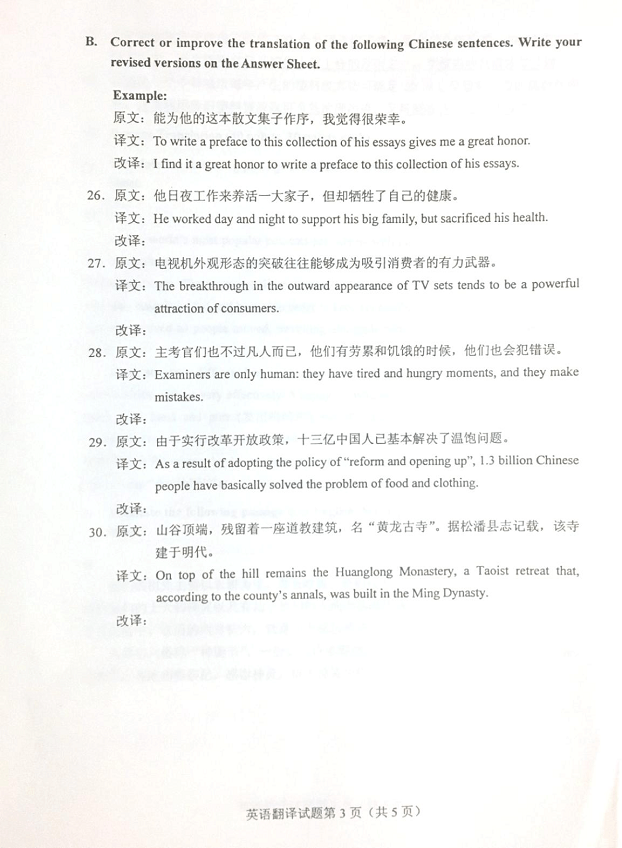 B. Correct or improve the translation of the following Chinese sentences. Write your
revised versions on the Answer Sheet.
Example:
原文：能为他的这本散文集子作序，我觉得很荣幸。
译文：To write a preface to this collection of his essays gives me a great honor.
改译：I find it a great honor to write a preface to this collection of his essays.
26. 原文：他日夜工作来养活一大家子，但却牺牲了自己的健康。
译文：He worked day and night to support his big family, but sacrificed his health.
改译：
27. 原文：电视机外观形态的突破往往能够成为吸引消费者的有力武器。
译文：The breakthrough in the outward appearance of TV sets tends to be a powerful
attraction of consumers.
改译：
28. 原文：主考官们也不过凡人而已，他们有劳累和饥饿的时候，他们也会犯错误。
译文：Examiners are only human: they have tired and hungry moments, and they make
mistakes.
改译：
29. 原文：由于实行改革开放政策，十三亿中国人已基本解决了温饱问题。
译文：As a result of adopting the policy of “reform and opening up”, 1.3 billion Chinese
people have basically solved the problem of food and clothing.
改译：
30. 原文：山谷顶端，残留着一座道教建筑，名“黄龙古寺”。据松潘县志记载，该寺
建于明代。
译文：On top of the hill remains the Huanglong Monastery, a Taoist retreat that,
according to the county’s annals, was built in the Ming Dynasty.
改译：
英语翻译试题第 3 页（共 5 页）